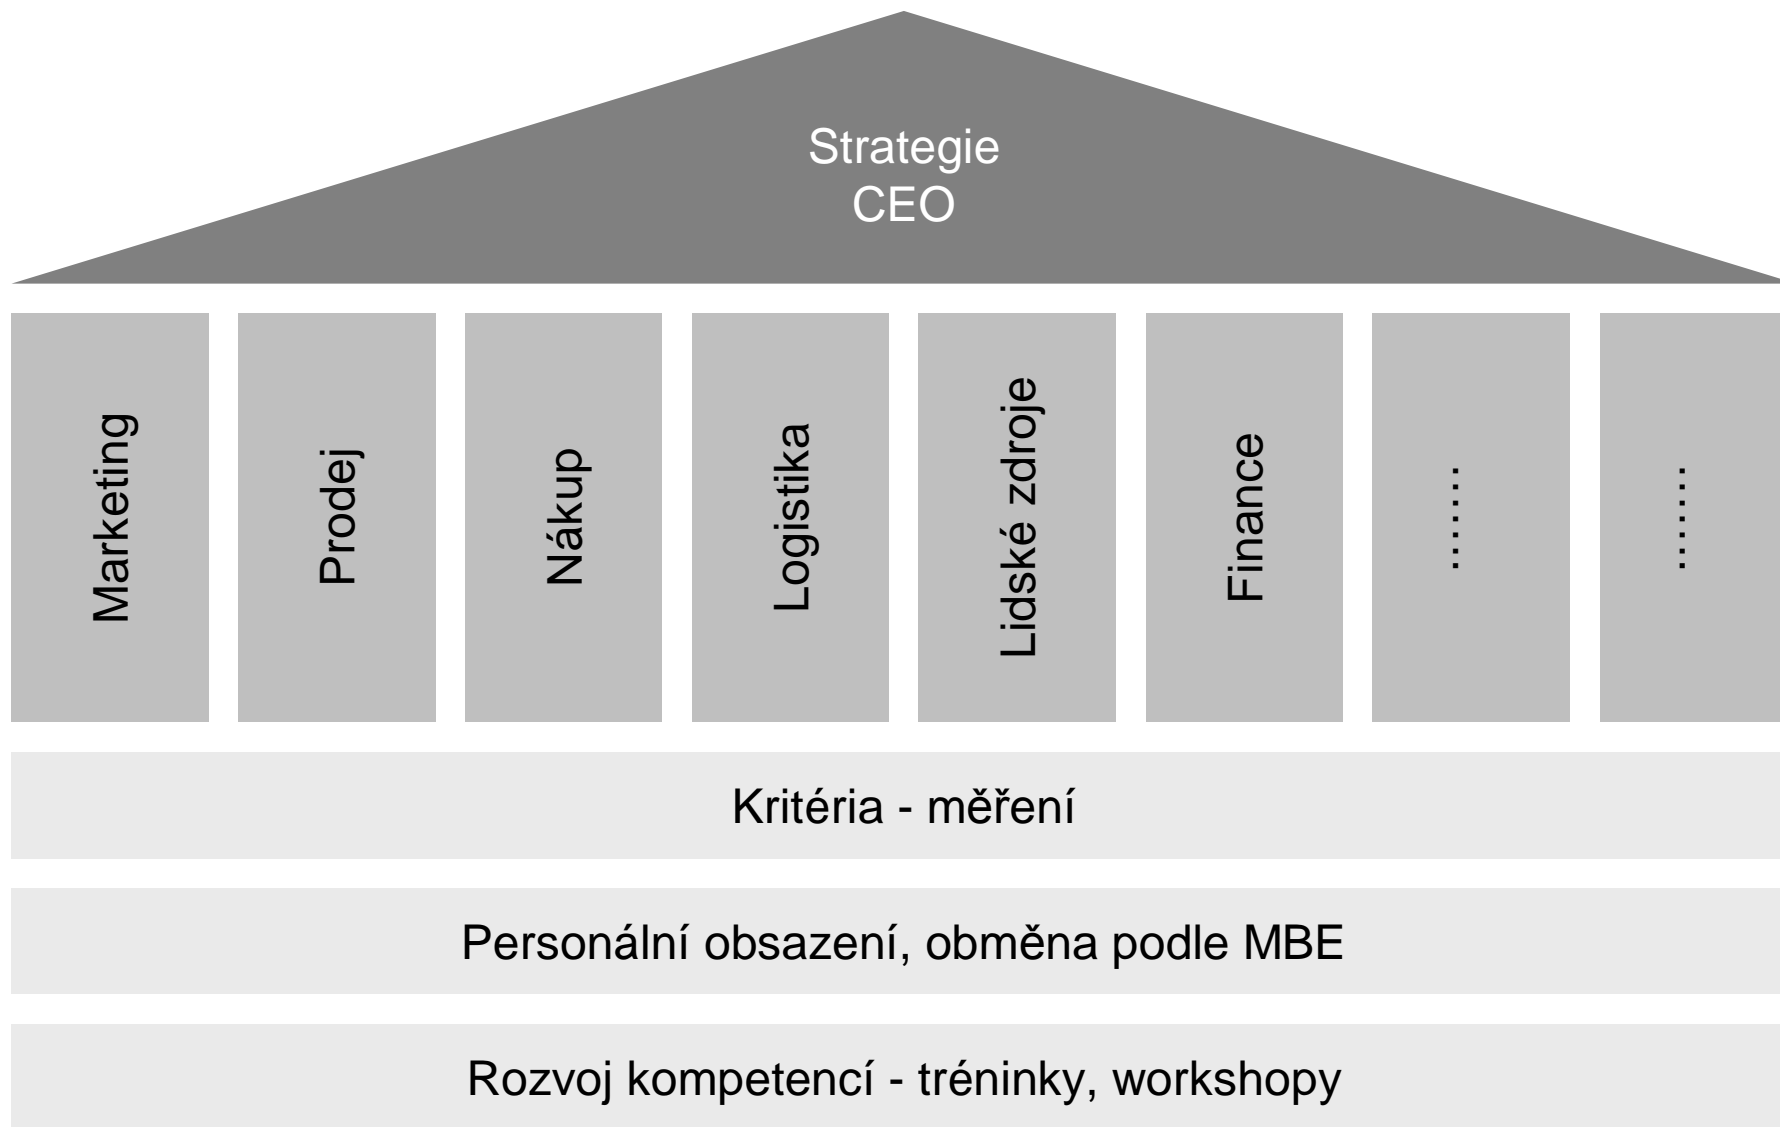 Strategie
CEO
Marketing
Prodej
Nákup
Logistika
Lidské zdroje
Finance
........
........
Kritéria - měření
Personální obsazení, obměna podle MBE
Rozvoj kompetencí - tréninky, workshopy